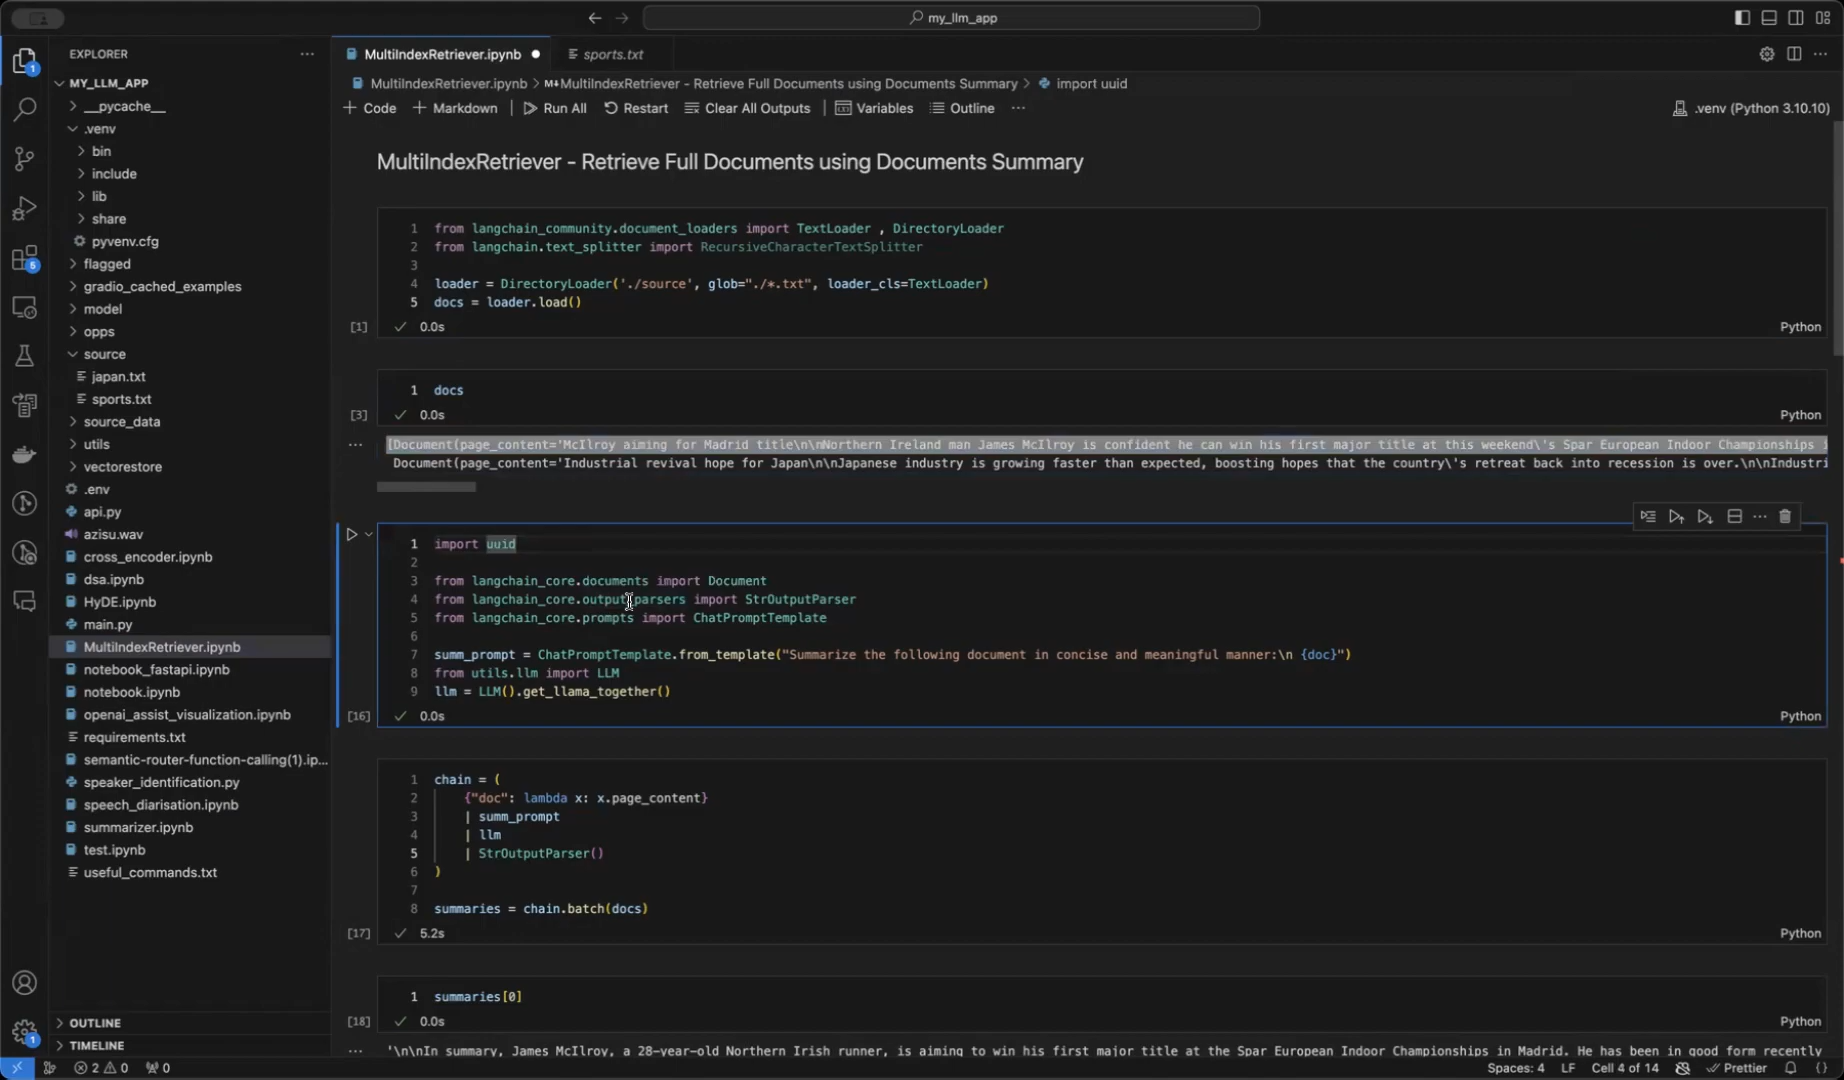 my_llm_app
EXPLORER
MY_LLM_APP
__pycache__
.venv
bin
include
lib
share
pyvenv.cfg
flagged
gradio_cached_examples
model
opps
source
japan.txt
sports.txt
source_data
utils
vectorestore
.env
api.py
azisu.wav
cross_encoder.ipynb
dsa.ipynb
HyDE.ipynb
main.py
MultiIndexRetriever.ipynb
notebook_fastapi.ipynb
notebook.ipynb
openai_assist_visualization.ipynb
requirements.txt
semantic-router-function-calling(1).ip...
speaker_identification.py
speech_diarisation.ipynb
summarizer.ipynb
test.ipynb
useful_commands.txt
OUTLINE
TIMELINE
1
5
1
MultiIndexRetriever.ipynb
sports.txt
MultiIndexRetriever.ipynb > M↓MultiIndexRetriever - Retrieve Full Documents using Documents Summary > import uuid
+ Code + Markdown Run All Restart Clear All Outputs Variables Outline ... .venv (Python 3.10.10)
MultiIndexRetriever - Retrieve Full Documents using Documents Summary
1 from langchain_community.document_loaders import TextLoader , DirectoryLoader
2 from langchain.text_splitter import RecursiveCharacterTextSplitter
3
4 loader = DirectoryLoader('./source', glob="./*.txt", loader_cls=TextLoader)
5 docs = loader.load()
[1] ✓ 0.0s Python
1 docs
[3] ✓ 0.0s Python
[Document(page_content='McIlroy aiming for Madrid title\n\nNorthern Ireland man James McIlroy is confident he can win his first major title at this weekend\'s Spar European Indoor Championships i
Document(page_content='Industrial revival hope for Japan\n\nJapanese industry is growing faster than expected, boosting hopes that the country\'s retreat back into recession is over.\n\nIndustri
1 import uuid
2
3 from langchain_core.documents import Document
4 from langchain_core.output_parsers import StrOutputParser
5 from langchain_core.prompts import ChatPromptTemplate
6
7 summ_prompt = ChatPromptTemplate.from_template("Summarize the following document in concise and meaningful manner:\n {doc}")
8 from utils.llm import LLM
9 llm = LLM().get_llama_together()
[16] ✓ 0.0s Python
1 chain = (
2 {"doc": lambda x: x.page_content}
3 | summ_prompt
4 | llm
5 | StrOutputParser()
6 )
7
8 summaries = chain.batch(docs)
[17] ✓ 5.2s Python
1 summaries[0]
[18] ✓ 0.0s Python
'\n\nIn summary, James McIlroy, a 28-year-old Northern Irish runner, is aiming to win his first major title at the Spar European Indoor Championships in Madrid. He has been in good form recently
2 0 0 Spaces: 4 LF Cell 4 of 14 Prettier